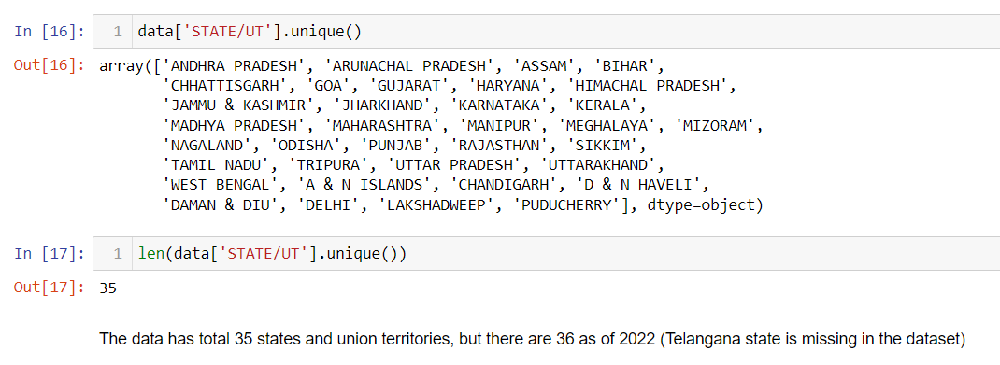 In [16]: 1 data['STATE/UT'].unique()
Out[16]: array(['ANDHRA PRADESH', 'ARUNACHAL PRADESH', 'ASSAM', 'BIHAR',
'CHHATTISGARH', 'GOA', 'GUJARAT', 'HARYANA', 'HIMACHAL PRADESH',
'JAMMU & KASHMIR', 'JHARKHAND', 'KARNATAKA', 'KERALA',
'MADHYA PRADESH', 'MAHARASHTRA', 'MANIPUR', 'MEGHALAYA', 'MIZORAM',
'NAGALAND', 'ODISHA', 'PUNJAB', 'RAJASTHAN', 'SIKKIM',
'TAMIL NADU', 'TRIPURA', 'UTTAR PRADESH', 'UTTARAKHAND',
'WEST BENGAL', 'A & N ISLANDS', 'CHANDIGARH', 'D & N HAVELI',
'DAMAN & DIU', 'DELHI', 'LAKSHADWEEP', 'PUDUCHERRY'], dtype=object)
In [17]: 1 len(data['STATE/UT'].unique())
Out[17]: 35
The data has total 35 states and union territories, but there are 36 as of 2022 (Telangana state is missing in the dataset)